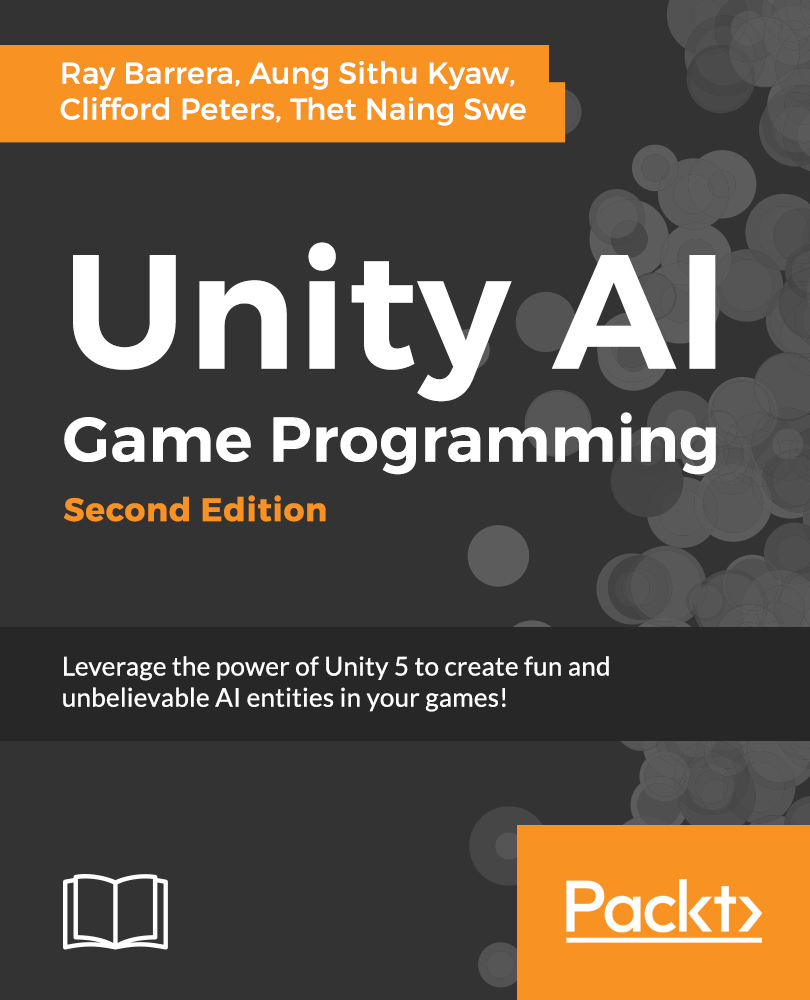 Ray Barrera, Aung Sithu Kyaw,
Clifford Peters, Thet Naing Swe
Unity AI
Game Programming
Second Edition
Leverage the power of Unity 5 to create fun and
unbelievable AI entities in your games!
Packt>